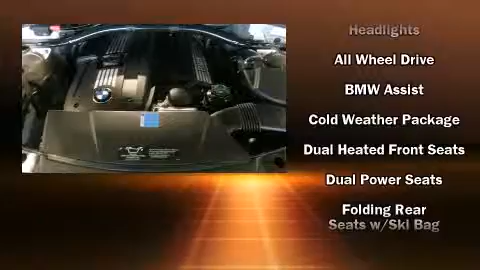 Headlights
All Wheel Drive
BMW Assist
Cold Weather Package
Dual Heated Front Seats
Dual Power Seats
Folding Rear
Seats w/Ski Bag